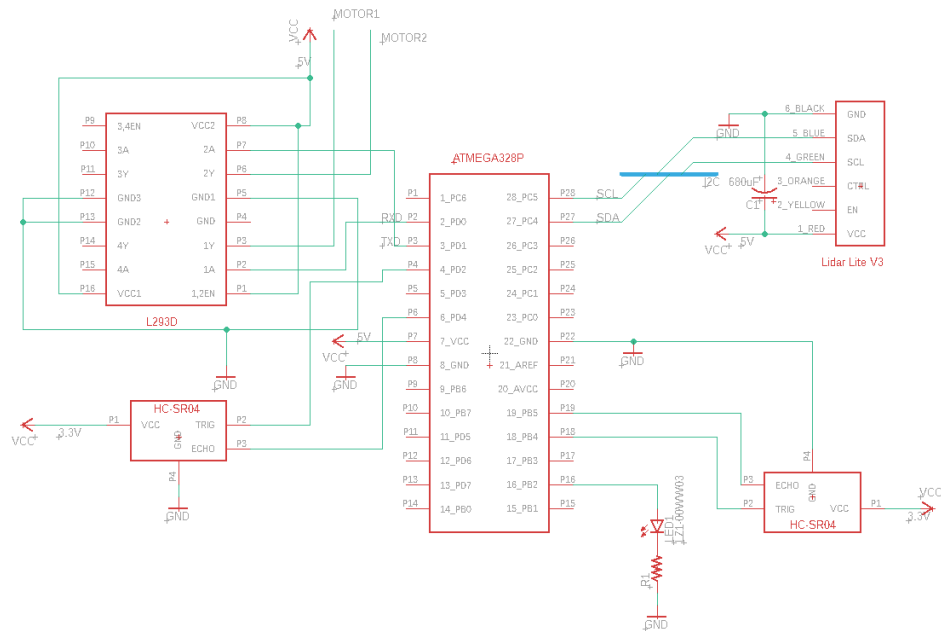 MOTOR1
MOTOR2
VCC
5V
P9 3,4EN VCC2 P8
P10 3A 2A P7
P11 3Y 2Y P6
P12 GND3 GND1 P5
P13 GND2 GND P4
P14 4Y 1Y P3
P15 4A 1A P2
P16 VCC1 1,2EN P1
L293D
GND
RXD
TXD
ATMEGA328P
P1 1_PC6 28_PC5 P28
P2 2_PD0 27_PC4 P27
P3 3_PD1 26_PC3 P26
P4 4_PD2 25_PC2 P25
P5 5_PD3 24_PC1 P24
P6 6_PD4 23_PC0 P23
P7 7_VCC 22_GND P22
P8 8_GND 21_AREF P21
P9 9_PB6 20_AVCC P20
P10 10_PB7 19_PB5 P19
P11 11_PD5 18_PB4 P18
P12 12_PD6 17_PB3 P17
P13 13_PD7 16_PB2 P16
P14 14_PB0 15_PB1 P15
5V
VCC
GND
SCL
SDA
I2C
GND
680uF
C1
VCC
5V
6_BLACK GND
5_BLUE SDA
4_GREEN SCL
3_ORANGE CTRL
2_YELLOW EN
1_RED VCC
Lidar Lite V3
GND
HC-SR04
VCC
3.3V
P1 VCC TRIG P2
GND ECHO P3
P4
GND
LED1
R1
GND
P4
P3 ECHO GND
P2 TRIG VCC P1
HC-SR04
VCC
3.3V